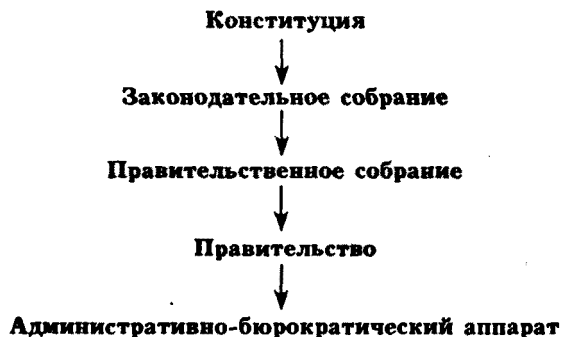 Конституция
Законодательное собрание
Правительственное собрание
Правительство
Административно-бюрократический аппарат